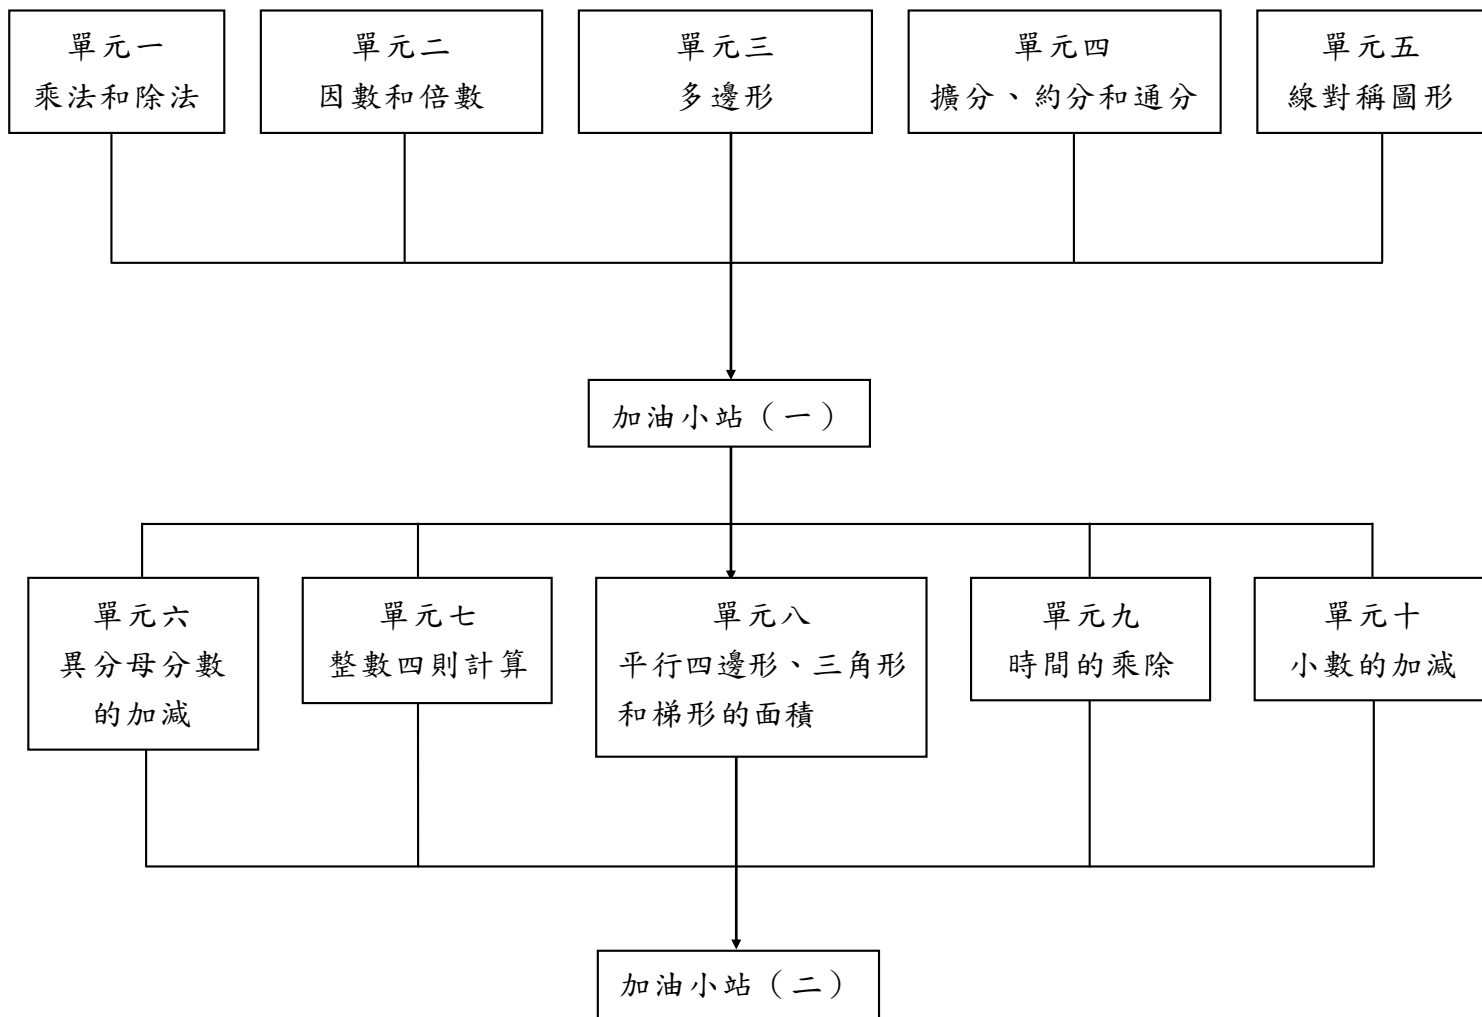 單元一
乘法和除法
單元二
因數和倍數
單元三
多邊形
單元四
擴分、約分和通分
單元五
線對稱圖形
加油小站（一）
單元六
異分母分數
的加減
單元七
整數四則計算
單元八
平行四邊形、三角形
和梯形的面積
單元九
時間的乘除
單元十
小數的加減
加油小站（二）